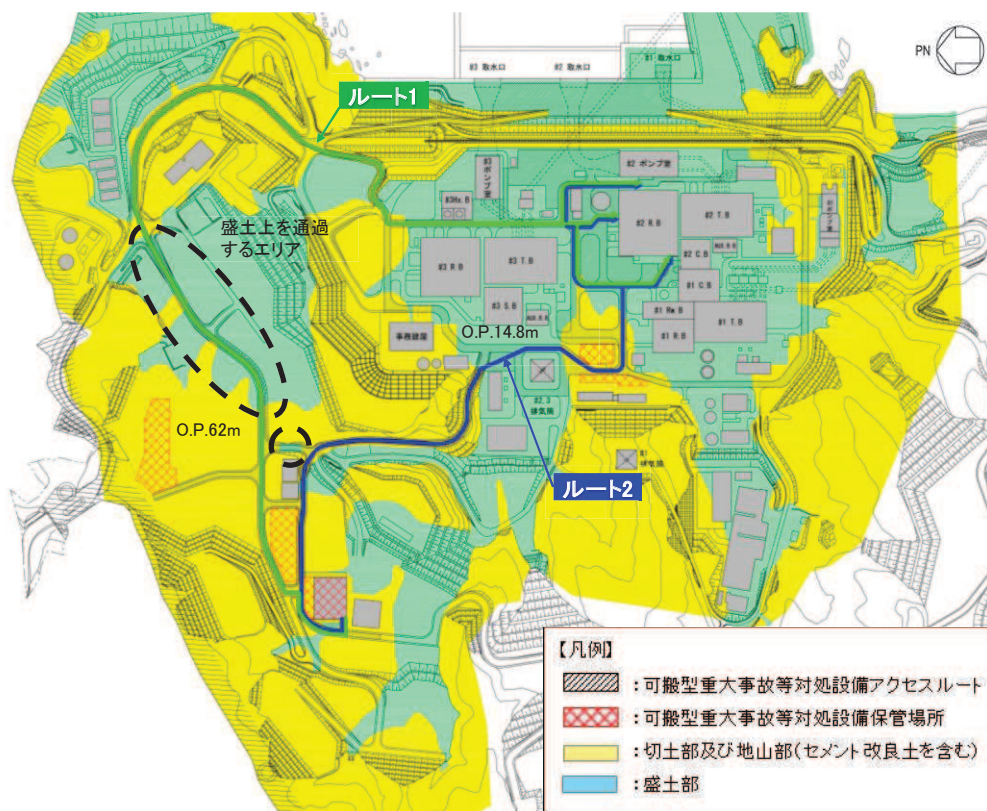 #3 取水口
#2 取水口
#1 取水口
PN
ルート1
#3
ポンプ室
#2 ポンプ室
#3Hx.B
盛土上を通過
するエリア
#2 R.B
#2 T.B
#3 R.B
#3 T.B
#2 C.B
#1 C.B
#3 S.B
#1 Rw.B
#1 T.B
#1 R.B
事務建屋
O.P.14.8m
#2,3
排気筒
O.P.62m
#1
排気筒
ルート2
【凡例】
：可搬型重大事故等対処設備アクセスルート
：可搬型重大事故等対処設備保管場所
：切土部及び地山部(セメント改良土を含む)
：盛土部